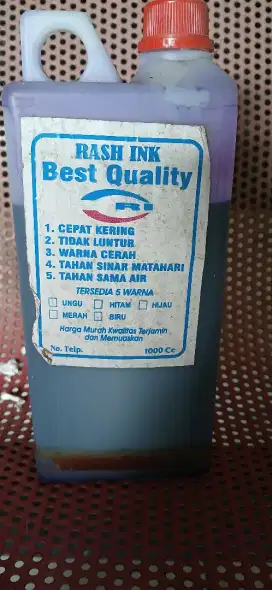 RASH INK
Best Quality
RI
1. CEPAT KERING
2. TIDAK LUNTUR
3. WARNA CERAH
4. TAHAN SINAR MATAHARI
5. TAHAN SAMA AIR
TERSEDIA 5 WARNA
UNGU HITAM HIJAU
MERAH BIRU
Harga Murah Kwalitas Terjamin
dan Memuaskan
No. Telp. 1000 Cc